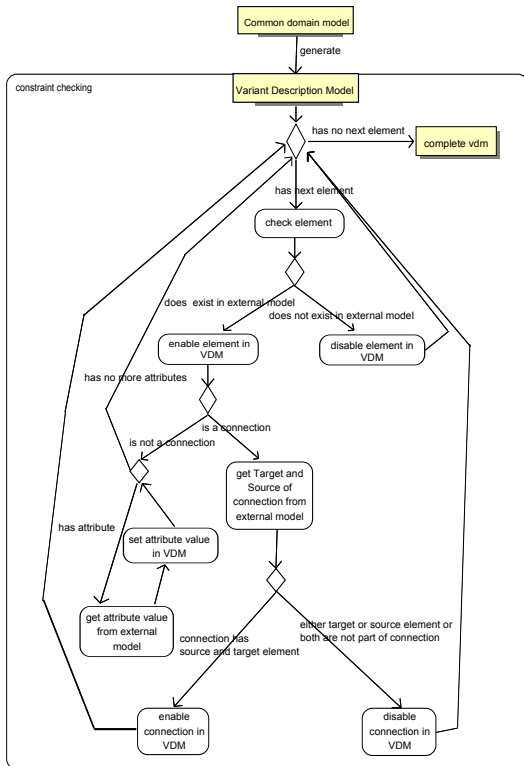 Common domain model
generate
constraint checking
Variant Description Model
has no next element
complete vdm
has next element
check element
does exist in external model
does not exist in external model
enable element in
VDM
disable element in
VDM
has no more attributes
is a connection
is not a connection
get Target and
Source of
connection from
external model
has attribute
set attribute value
in VDM
get attribute value
from external
model
connection has
source and target element
either target or source element or
both are not part of connection
enable
connection in
VDM
disable
connection in
VDM